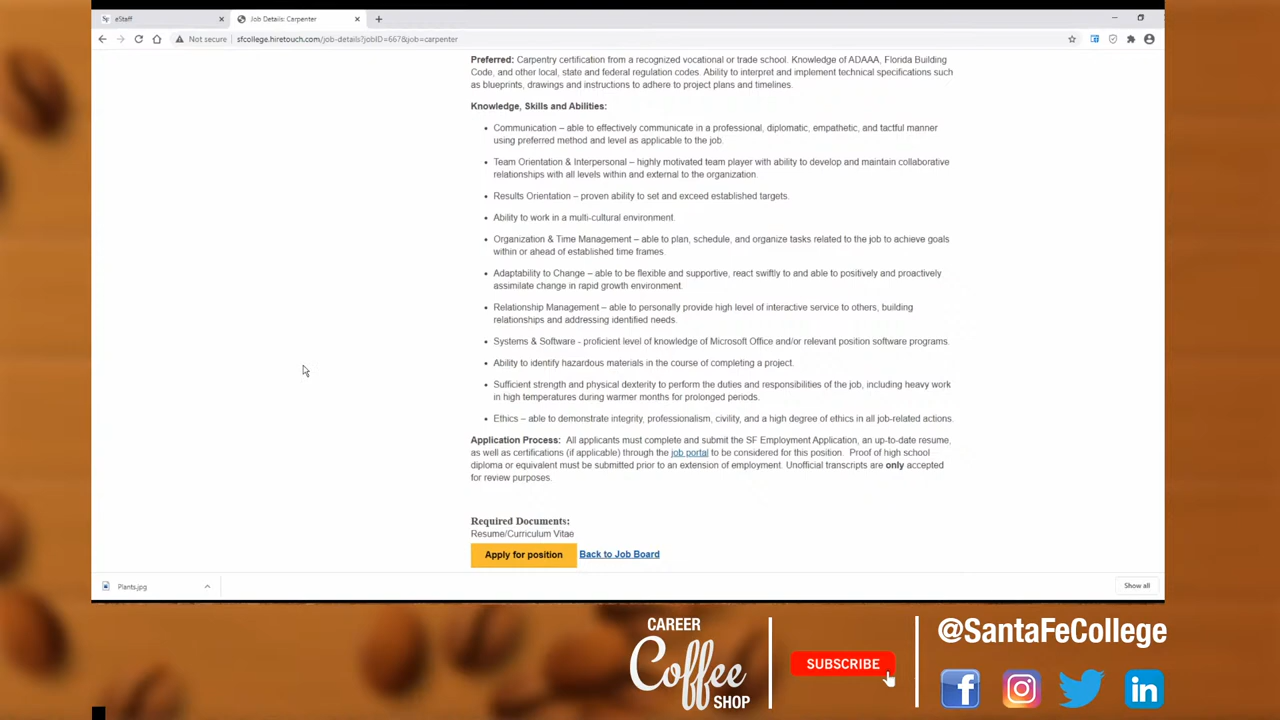 eStaff
Job Details: Carpenter
Not secure
sfcollege.hiretouch.com/job-details?jobID=667&job=carpenter
Preferred: Carpentry certification from a recognized vocational or trade school. Knowledge of ADAAA, Florida Building
Code, and other local, state and federal regulation codes. Ability to interpret and implement technical specifications such
as blueprints, drawings and instructions to adhere to project plans and timelines.
Knowledge, Skills and Abilities:
• Communication – able to effectively communicate in a professional, diplomatic, empathetic, and tactful manner
using preferred method and level as applicable to the job.
• Team Orientation & Interpersonal – highly motivated team player with ability to develop and maintain collaborative
relationships with all levels within and external to the organization.
• Results Orientation – proven ability to set and exceed established targets.
• Ability to work in a multi-cultural environment.
• Organization & Time Management – able to plan, schedule, and organize tasks related to the job to achieve goals
within or ahead of established time frames.
• Adaptability to Change – able to be flexible and supportive, react swiftly to and able to positively and proactively
assimilate change in rapid growth environment.
• Relationship Management – able to personally provide high level of interactive service to others, building
relationships and addressing identified needs.
• Systems & Software - proficient level of knowledge of Microsoft Office and/or relevant position software programs.
• Ability to identify hazardous materials in the course of completing a project.
• Sufficient strength and physical dexterity to perform the duties and responsibilities of the job, including heavy work
in high temperatures during warmer months for prolonged periods.
• Ethics – able to demonstrate integrity, professionalism, civility, and a high degree of ethics in all job-related actions.
Application Process: All applicants must complete and submit the SF Employment Application, an up-to-date resume,
as well as certifications (if applicable) through the job portal to be considered for this position. Proof of high school
diploma or equivalent must be submitted prior to an extension of employment. Unofficial transcripts are only accepted
for review purposes.
Required Documents:
Resume/Curriculum Vitae
Apply for position Back to Job Board
Plants.jpg
Show all
CAREER
Coffee
SHOP
SUBSCRIBE
@SantaFeCollege